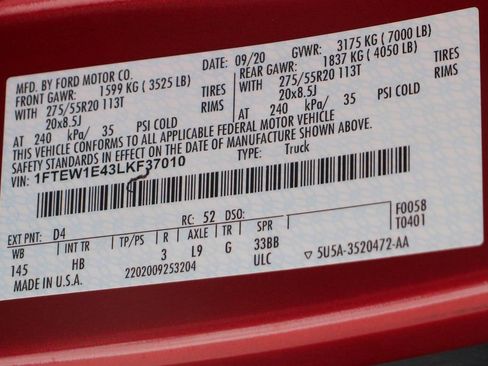 MFD. BY FORD MOTOR CO. DATE: 09/20 GVWR: 3175 KG ( 7000 LB)
FRONT GAWR: 1599 KG ( 3525 LB) REAR GAWR: 1837 KG ( 4050 LB)
WITH 275/55R20 113T TIRES WITH 275/55R20 113T TIRES
20x8.5J RIMS 20x8.5J RIMS
AT 240 kPa/ 35 PSI COLD AT 240 kPa/ 35 PSI COLD
THIS VEHICLE CONFORMS TO ALL APPLICABLE FEDERAL MOTOR VEHICLE
SAFETY STANDARDS IN EFFECT ON THE DATE OF MANUFACTURE SHOWN ABOVE.
VIN: 1FTEW1E43LKF37010 TYPE: Truck
F0058
T0401
EXT PNT: D4 RC: 52 DSO:
WB INT TR TP/PS R AXLE TR SPR
145 HB 3 L9 G 33BB
MADE IN U.S.A. 2202009253204 ULC 5U5A-3520472-AA